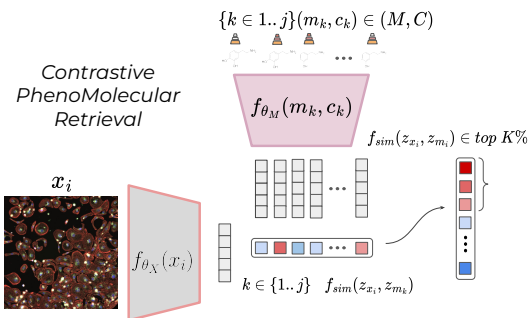 {k ∈ 1..j}(m_k, c_k) ∈ (M, C)
Contrastive
PhenoMolecular
Retrieval
f_{θ_M}(m_k, c_k)
f_{sim}(z_{x_i}, z_{m_i}) ∈ top K%
x_i
f_{θ_X}(x_i)
k ∈ {1..j} f_{sim}(z_{x_i}, z_{m_k})